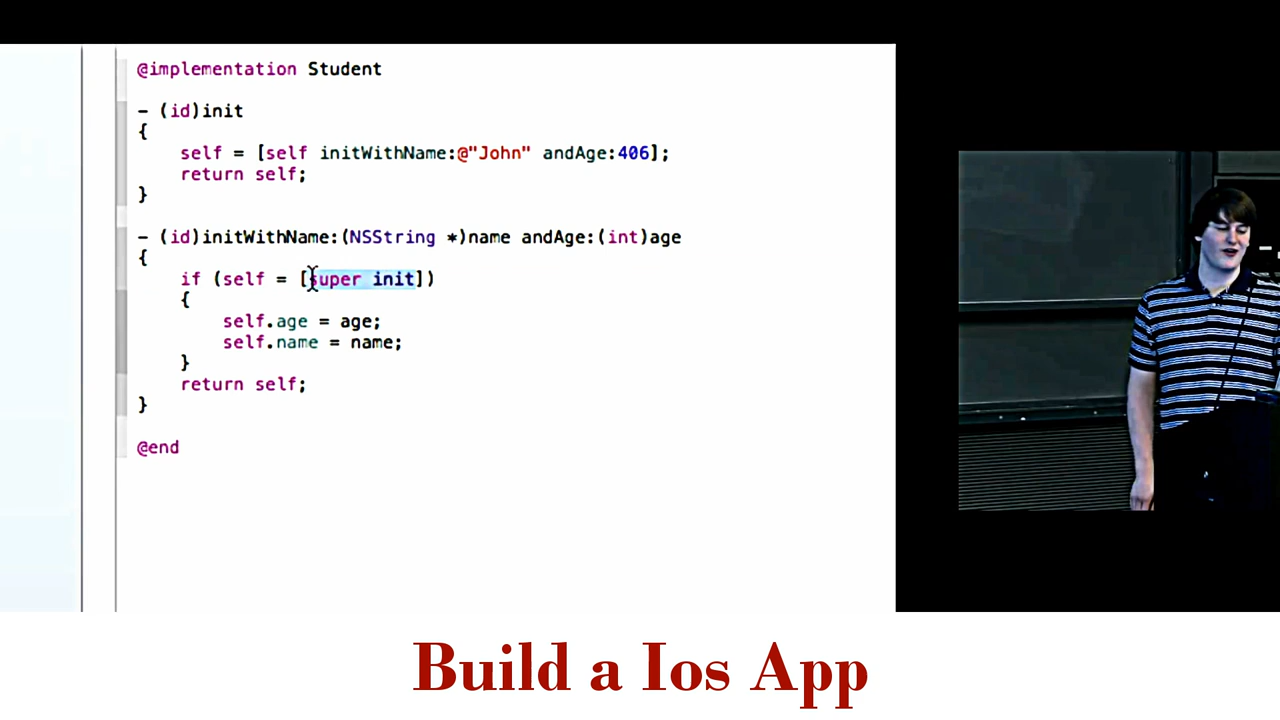 @implementation Student
- (id)init
{
self = [self initWithName:@"John" andAge:406];
return self;
}
- (id)initWithName:(NSString *)name andAge:(int)age
{
if (self = [super init])
{
self.age = age;
self.name = name;
}
return self;
}
@end
Build a Ios App